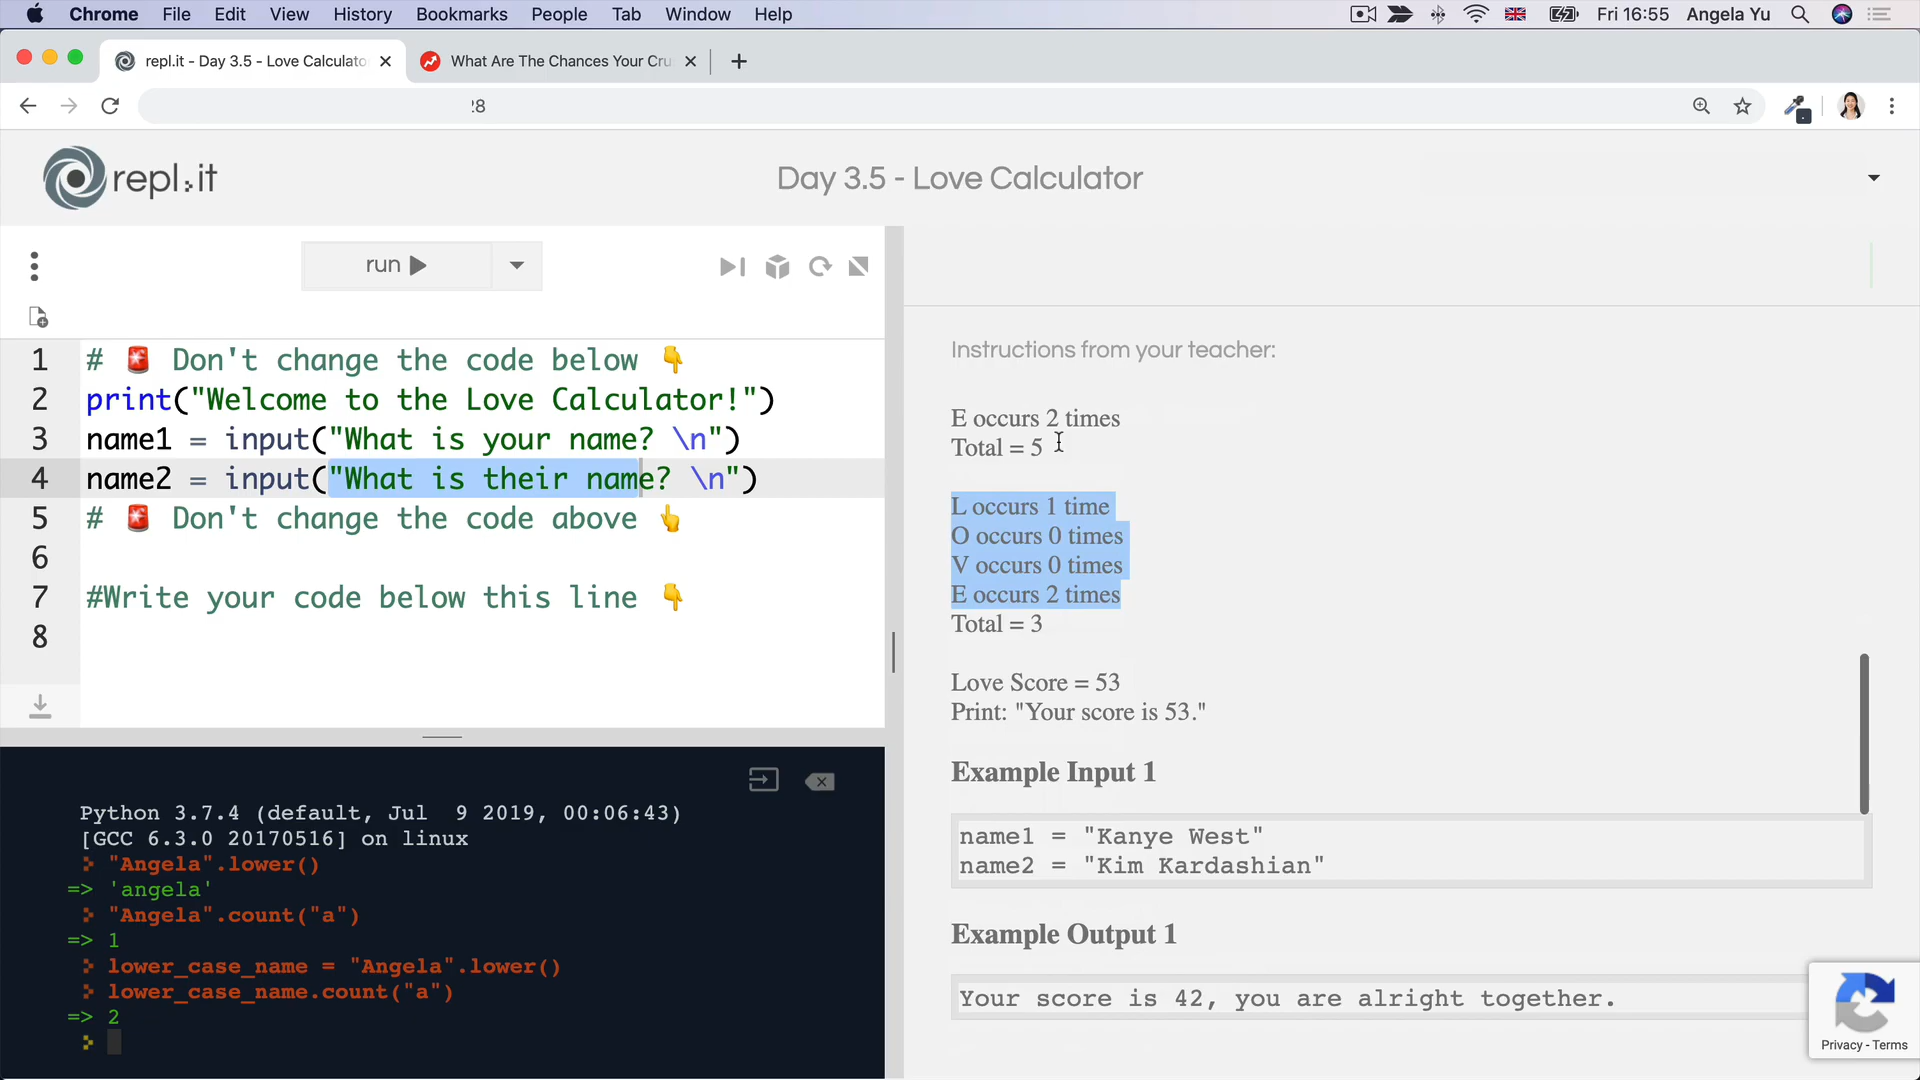 Chrome File Edit View History Bookmarks People Tab Window Help Fri 16:55 Angela Yu
repl.it - Day 3.5 - Love Calculato What Are The Chances Your Cru
28
repl.it
Day 3.5 - Love Calculator
run
1 # 🚨 Don't change the code below 👇
2 print("Welcome to the Love Calculator!")
3 name1 = input("What is your name? \n")
4 name2 = input("What is their name? \n")
5 # 🚨 Don't change the code above 👆
6
7 #Write your code below this line 👇
8
Python 3.7.4 (default, Jul 9 2019, 00:06:43)
[GCC 6.3.0 20170516] on linux
"Angela".lower()
=> 'angela'
"Angela".count("a")
=> 1
lower_case_name = "Angela".lower()
lower_case_name.count("a")
=> 2
Instructions from your teacher:
E occurs 2 times
Total = 5
L occurs 1 time
O occurs 0 times
V occurs 0 times
E occurs 2 times
Total = 3
Love Score = 53
Print: "Your score is 53."
Example Input 1
name1 = "Kanye West"
name2 = "Kim Kardashian"
Example Output 1
Your score is 42, you are alright together.
Privacy - Terms